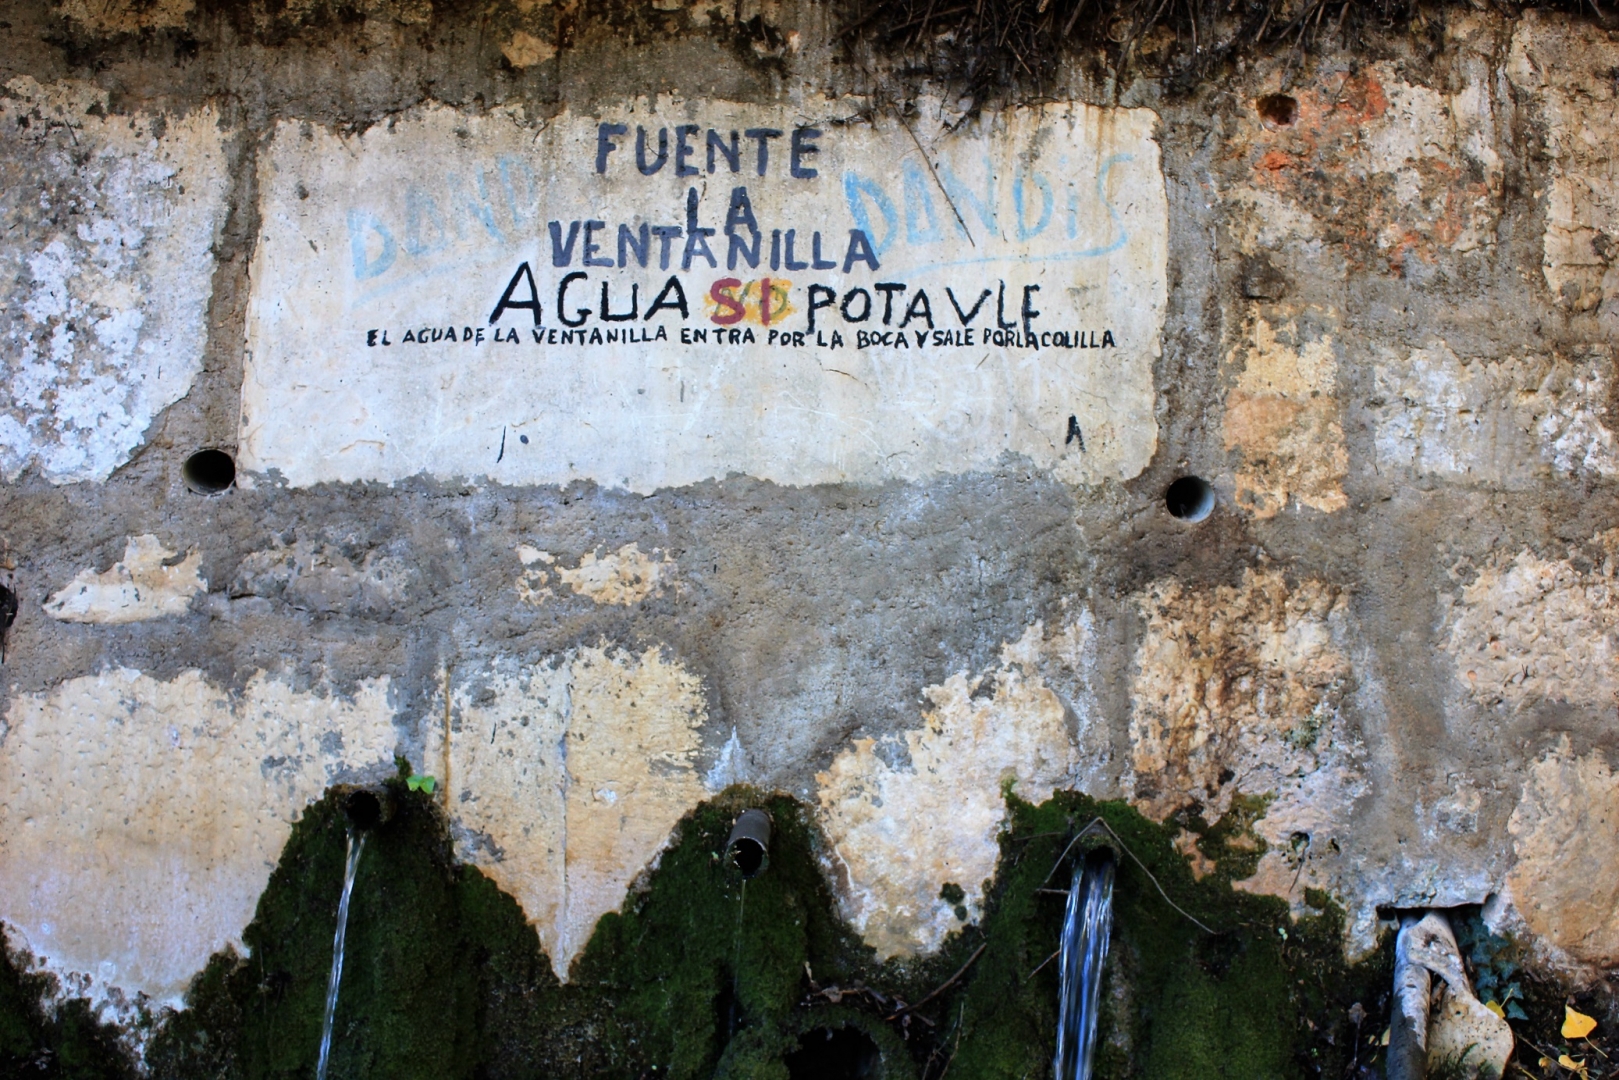 FUENTE
LA
VENTANILLA
DANDIS
AGUA SI POTAVLE
EL AGUA DE LA VENTANILLA ENTRA POR LA BOCA Y SALE POR LA COLILLA